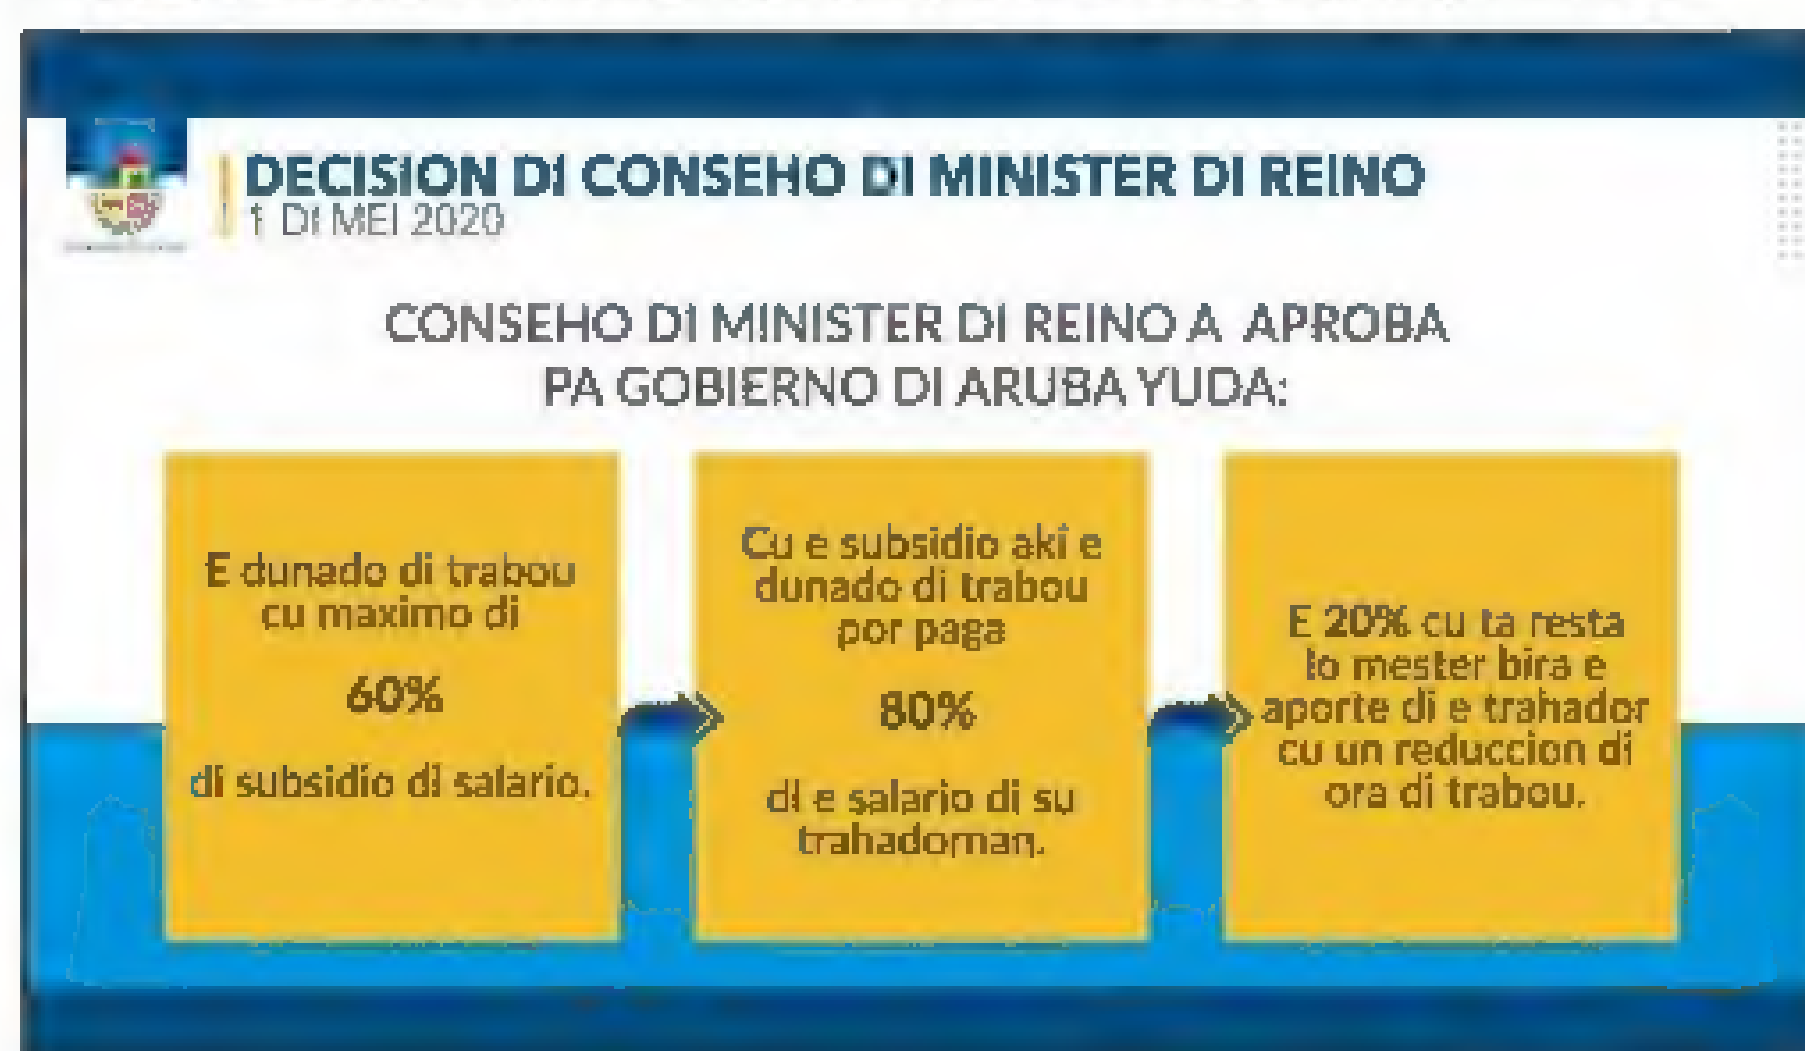 DECISION DI CONSEHO DI MINISTER DI REINO
1 DI MEI 2020
CONSEHO DI MINISTER DI REINO A APROBA
PA GOBIERNO DI ARUBA YUDA:
E dunado di trabou
cu maximo di
60%
di subsidio di salario.
Cu e subsidio aki e
dunado di trabou
por paga
80%
di e salario di su
trahadornan.
E 20% cu ta resta
lo mester bira e
aporte di e trahador
cu un reduccion di
ora di trabou.